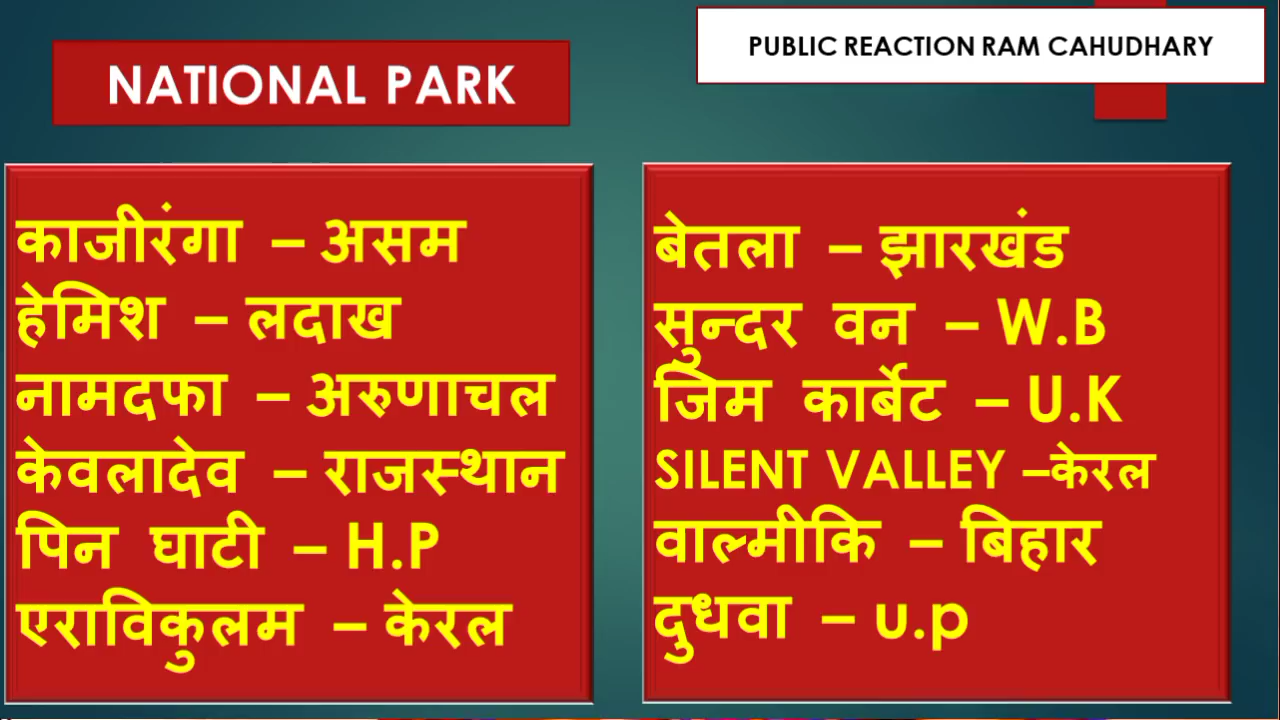 PUBLIC REACTION RAM CAHUDHARY
NATIONAL PARK
काजीरंगा – असम
हेमिश – लदाख
नामदफा – अरुणाचल
केवलादेव – राजस्थान
पिन घाटी – H.P
एराविकुलम – केरल
बेतला – झारखंड
सुन्दर वन – W.B
जिम कार्बेट – U.K
SILENT VALLEY –केरल
वाल्मीकि – बिहार
दुधवा – u.p